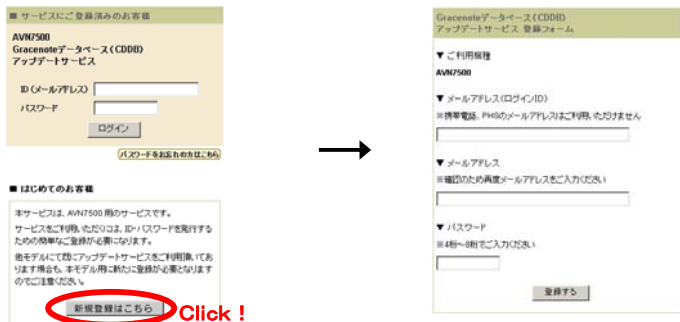 ■ サービスにご登録済みのお客様
AVN7500
Gracenoteデータベース(CDDB)
アップデートサービス
ID(メールアドレス)
パスワード
ログイン
パスワードをお忘れの方はこちら
■ はじめてのお客様
本サービスは、AVN7500用のサービスです。
サービスをご利用いただくには、ID・パスワードを発行する
ための簡単なご登録が必要になります。
他モデルにて既にアップデートサービスをご利用頂いてお
ります場合も、本モデル用に新たに登録が必要となります
のでご注意ください。
新規登録はこちら
Click！
Gracenoteデータベース(CDDB)
アップデートサービス 登録フォーム
▼ ご利用機種
AVN7500
▼ メールアドレス(ログインID)
※携帯電話、PHSのメールアドレスはご利用いただけません
▼ メールアドレス
※確認のため再度メールアドレスをご入力ください
▼ パスワード
※4桁～8桁でご入力ください
登録する